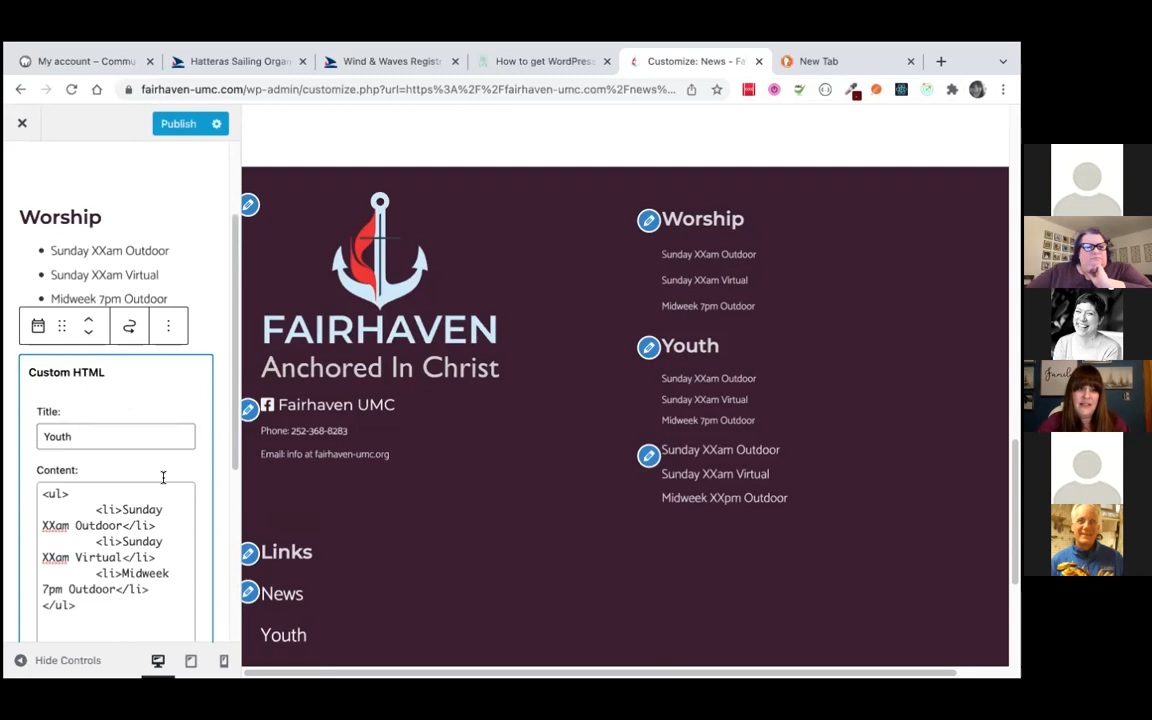 My account – Commu
Hatteras Sailing Organ
Wind & Waves Registr
How to get WordPress
Customize: News - Fa
New Tab
fairhaven-umc.com/wp-admin/customize.php?url=https%3A%2F%2Ffairhaven-umc.com%2Fnews%...
Publish
Worship
Sunday XXam Outdoor
Sunday XXam Virtual
Midweek 7pm Outdoor
Custom HTML
Title:
Youth
Content:
<ul>
<li>Sunday
XXam Outdoor</li>
<li>Sunday
XXam Virtual</li>
<li>Midweek
7pm Outdoor</li>
</ul>
Hide Controls
FAIRHAVEN
Anchored In Christ
Fairhaven UMC
Phone: 252-368-8283
Email: info at fairhaven-umc.org
Links
News
Youth
Worship
Sunday XXam Outdoor
Sunday XXam Virtual
Midweek 7pm Outdoor
Youth
Sunday XXam Outdoor
Sunday XXam Virtual
Midweek 7pm Outdoor
Sunday XXam Outdoor
Sunday XXam Virtual
Midweek XXpm Outdoor
Family